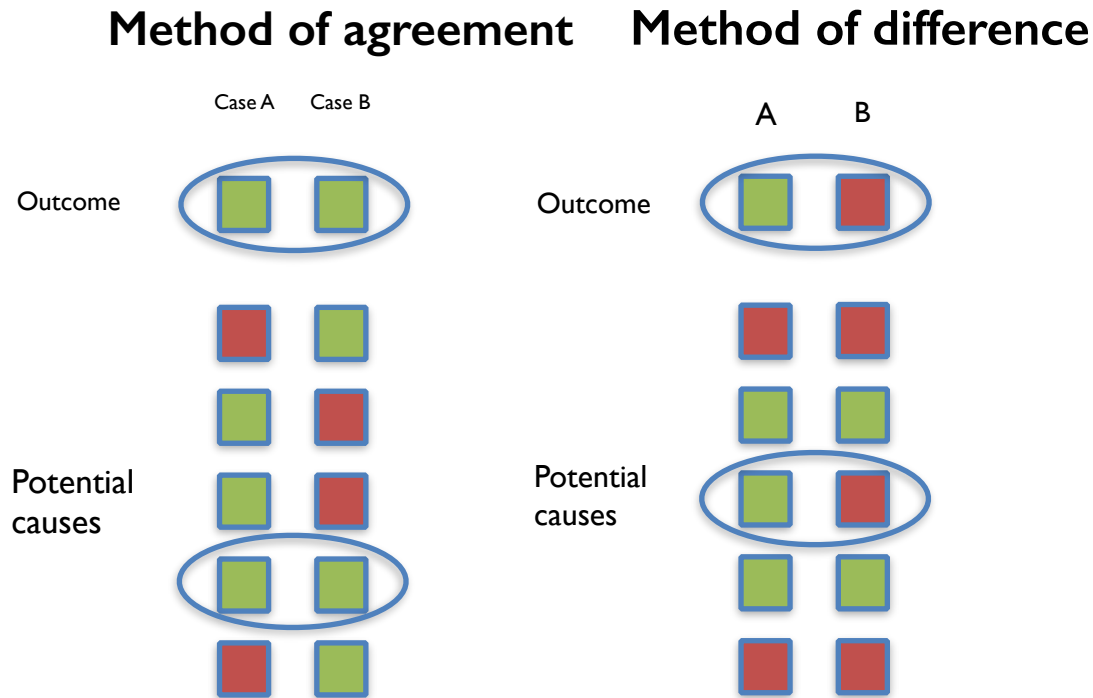 Method of agreement
Method of difference
Case A
Case B
A
B
Outcome
Outcome
Potential
causes
Potential
causes